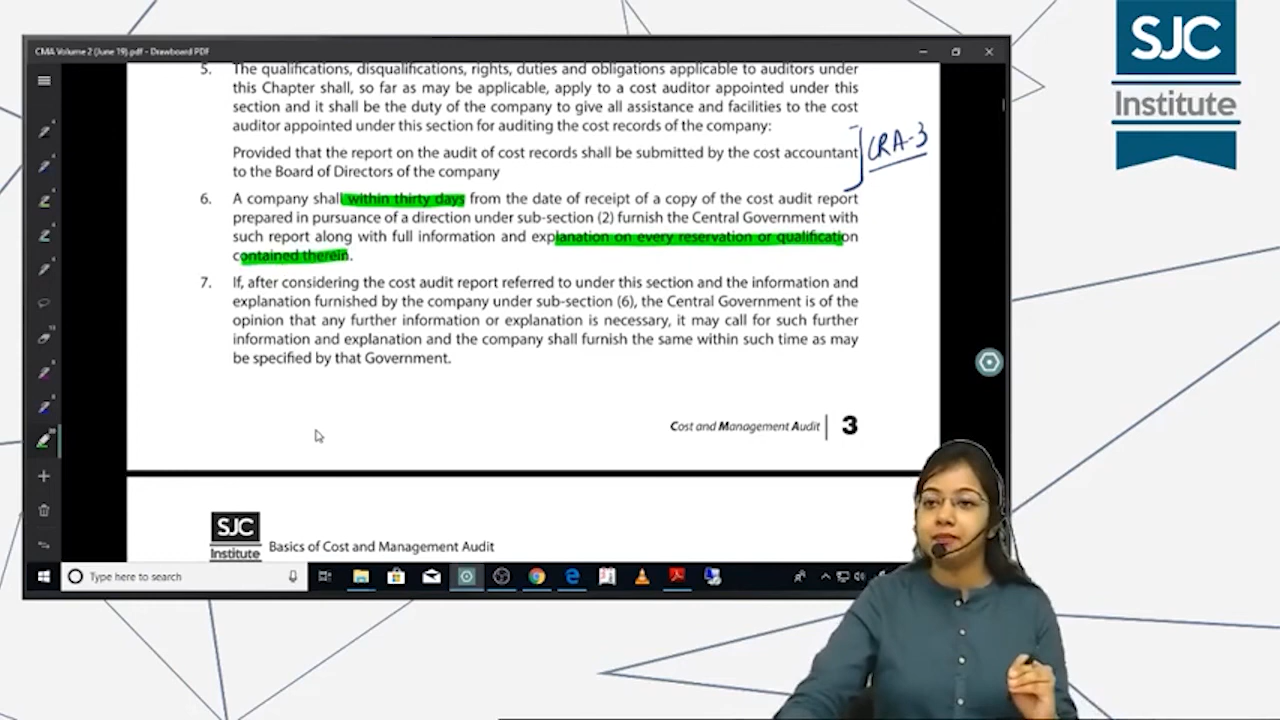 SJC
Institute
CMA Volume 2 (June 19).pdf - Drawboard PDF
5. The qualifications, disqualifications, rights, duties and obligations applicable to auditors under
this Chapter shall, so far as may be applicable, apply to a cost auditor appointed under this
section and it shall be the duty of the company to give all assistance and facilities to the cost
auditor appointed under this section for auditing the cost records of the company:
Provided that the report on the audit of cost records shall be submitted by the cost accountant
to the Board of Directors of the company
CRA-3
6. A company shall within thirty days from the date of receipt of a copy of the cost audit report
prepared in pursuance of a direction under sub-section (2) furnish the Central Government with
such report along with full information and explanation on every reservation or qualification
contained therein.
7. If, after considering the cost audit report referred to under this section and the information and
explanation furnished by the company under sub-section (6), the Central Government is of the
opinion that any further information or explanation is necessary, it may call for such further
information and explanation and the company shall furnish the same within such time as may
be specified by that Government.
Cost and Management Audit 3
SJC
Institute
Basics of Cost and Management Audit
Type here to search